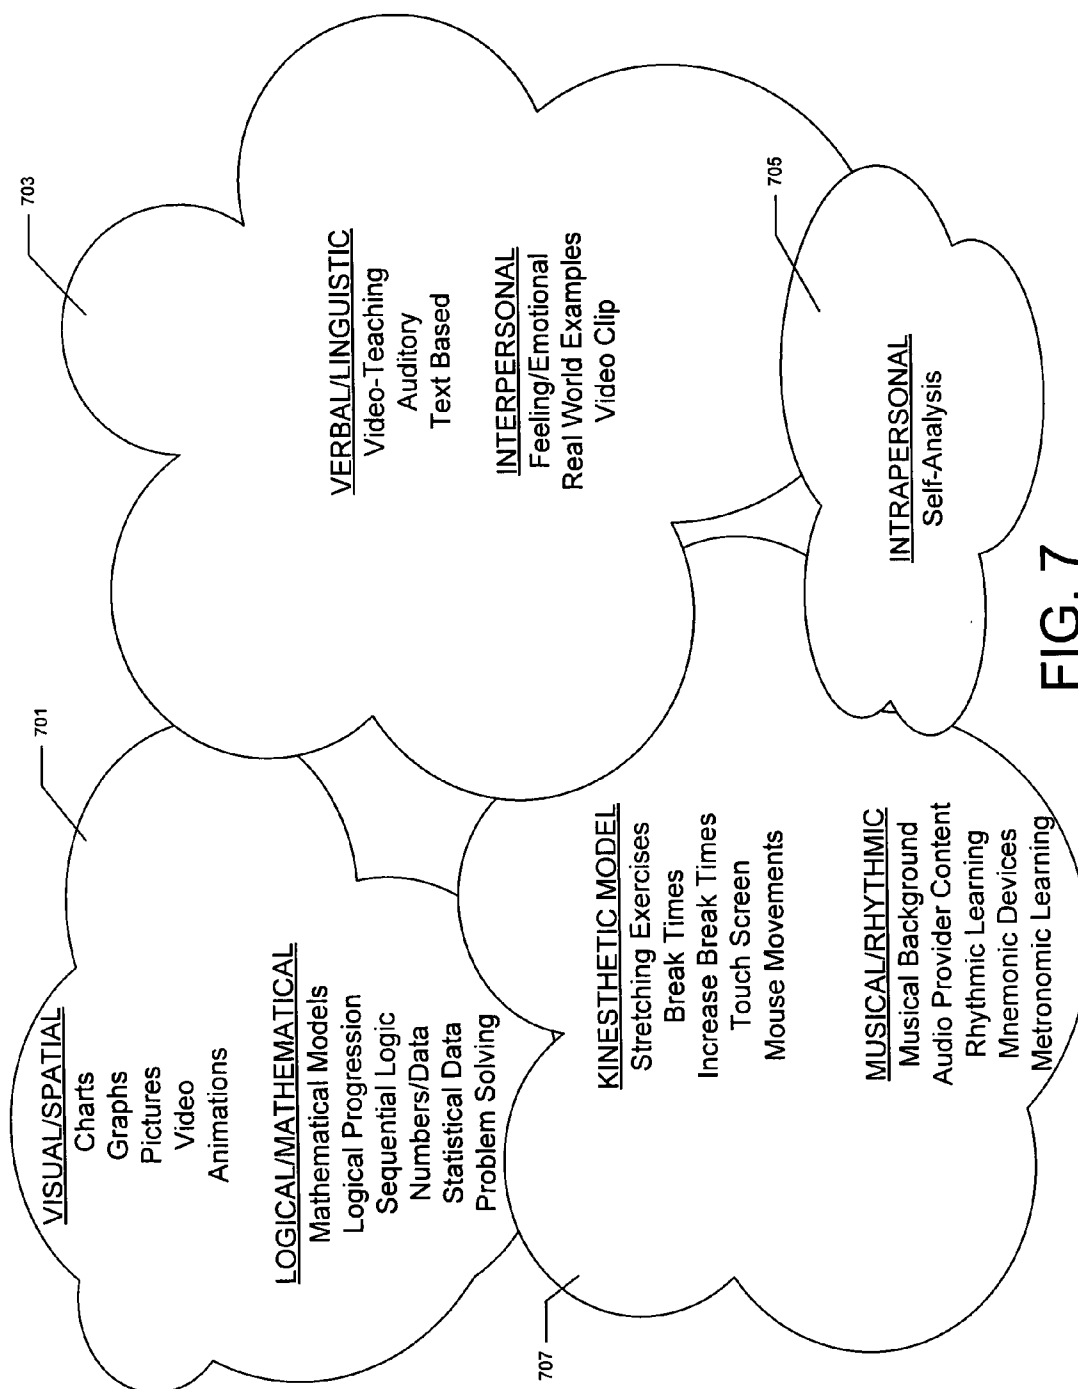 701
VISUAL/SPATIAL
Charts
Graphs
Pictures
Video
Animations
LOGICAL/MATHEMATICAL
Mathematical Models
Logical Progression
Sequential Logic
Numbers/Data
Statistical Data
Problem Solving
703
VERBAL/LINGUISTIC
Video-Teaching
Auditory
Text Based
INTERPERSONAL
Feeling/Emotional
Real World Examples
Video Clip
707
KINESTHETIC MODEL
Stretching Exercises
Break Times
Increase Break Times
Touch Screen
Mouse Movements
MUSICAL/RHYTHMIC
Musical Background
Audio Provider Content
Rhythmic Learning
Mnemonic Devices
Metronomic Learning
705
INTRAPERSONAL
Self-Analysis
FIG. 7